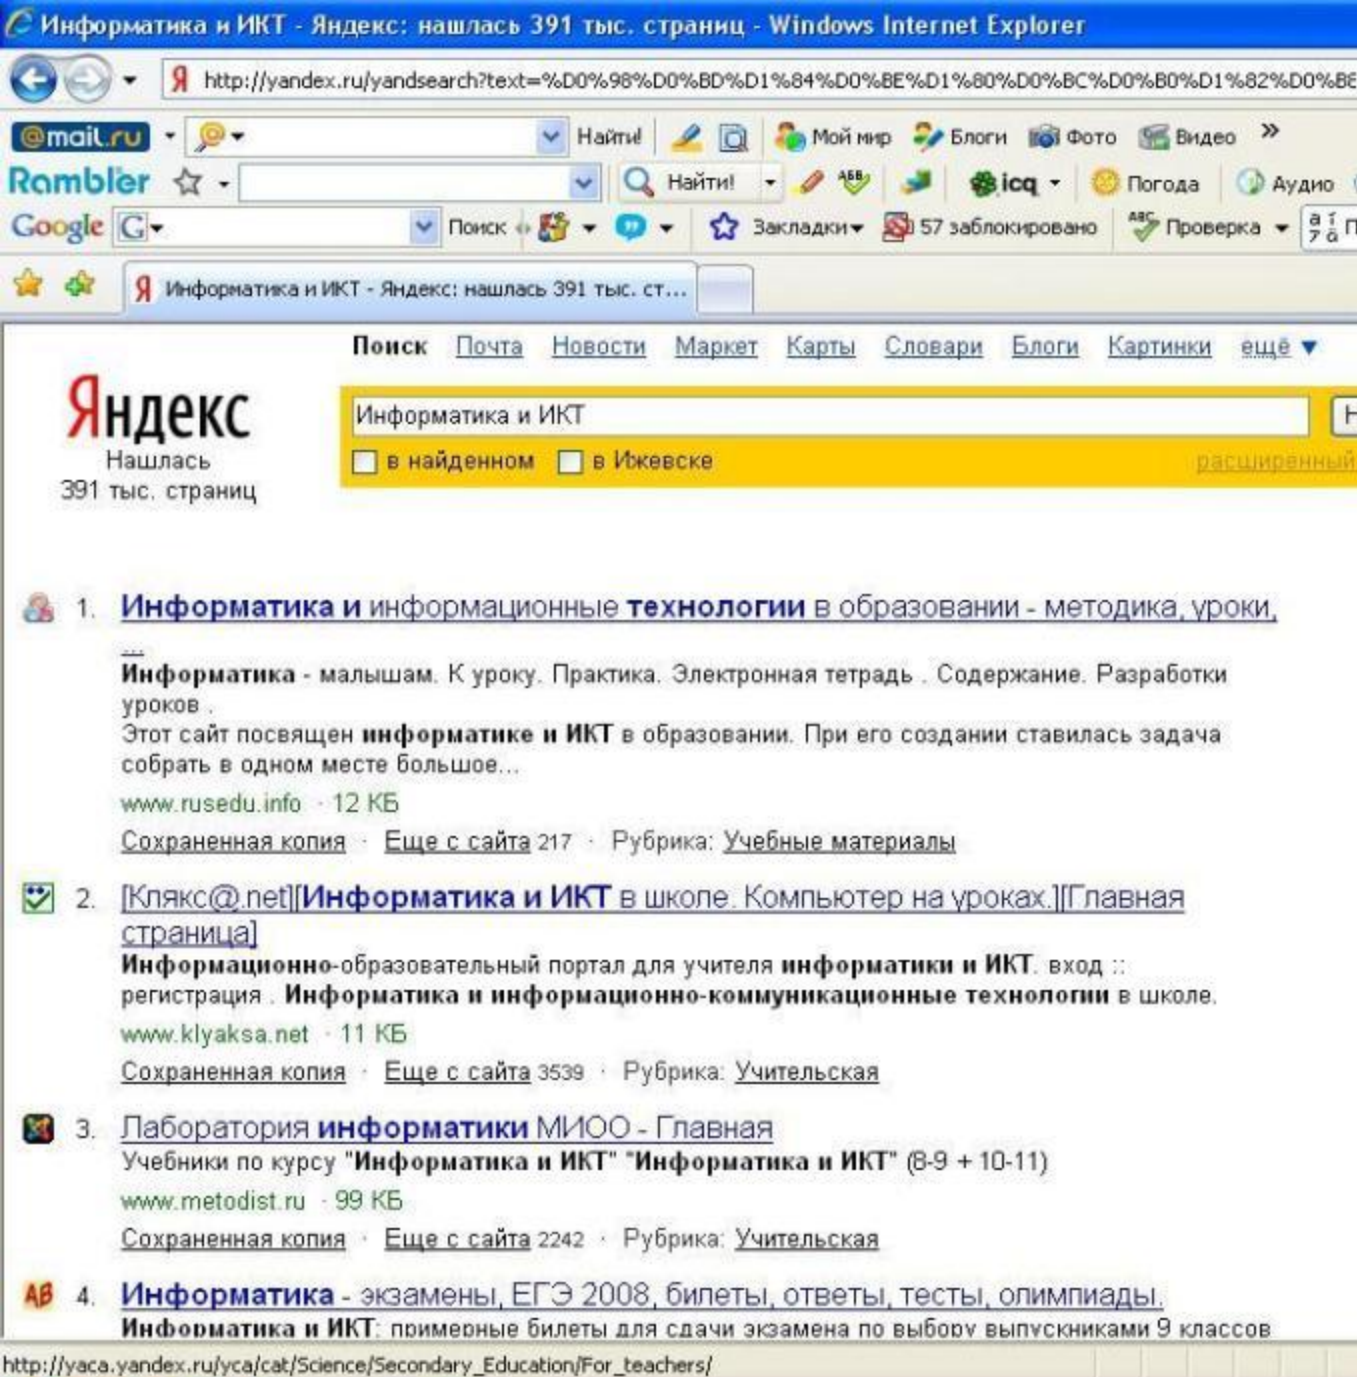 Информатика и ИКТ - Яндекс: нашлась 391 тыс. страниц - Windows Internet Explorer
Я http://yandex.ru/yandsearch?text=%D0%98%D0%BD%D1%84%D0%BE%D1%80%D0%BC%D0%B0%D1%82%D0%B8
@mail.ru Найти! Мой мир Блоги Фото Видео »
Rambler Найти! АБВ icq Погода Аудио
Google G Поиск Закладки 57 заблокировано ABC Проверка
Я Информатика и ИКТ - Яндекс: нашлась 391 тыс. ст...
Поиск Почта Новости Маркет Карты Словари Блоги Картинки ещё ▼
Яндекс
Информатика и ИКТ
Нашлась
391 тыс. страниц
в найденном в Ижевске расширенный
1. Информатика и информационные технологии в образовании - методика, уроки,
...
Информатика - малышам. К уроку. Практика. Электронная тетрадь . Содержание. Разработки
уроков .
Этот сайт посвящен информатике и ИКТ в образовании. При его создании ставилась задача
собрать в одном месте большое...
www.rusedu.info · 12 КБ
Сохраненная копия · Еще с сайта 217 · Рубрика: Учебные материалы
2. [Клякс@.net][Информатика и ИКТ в школе. Компьютер на уроках.][Главная
страница]
Информационно-образовательный портал для учителя информатики и ИКТ. вход ::
регистрация . Информатика и информационно-коммуникационные технологии в школе.
www.klyaksa.net · 11 КБ
Сохраненная копия · Еще с сайта 3539 · Рубрика: Учительская
3. Лаборатория информатики МИОО - Главная
Учебники по курсу "Информатика и ИКТ" "Информатика и ИКТ" (8-9 + 10-11)
www.metodist.ru · 99 КБ
Сохраненная копия · Еще с сайта 2242 · Рубрика: Учительская
АВ 4. Информатика - экзамены, ЕГЭ 2008, билеты, ответы, тесты, олимпиады.
Информатика и ИКТ: примерные билеты для сдачи экзамена по выбору выпускниками 9 классов
http://yaca.yandex.ru/yca/cat/Science/Secondary_Education/For_teachers/